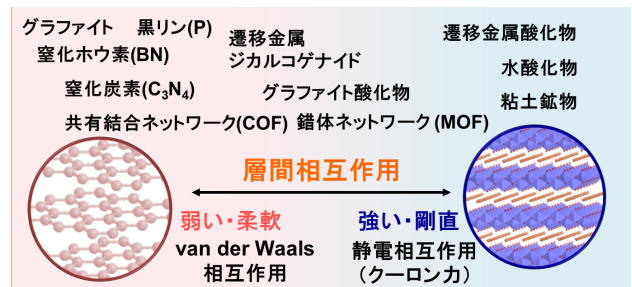 グラファイト　黒リン(P)
窒化ホウ素(BN)
窒化炭素(C₃N₄)
遷移金属
ジカルコゲナイド
グラファイト酸化物
共有結合ネットワーク(COF) 錯体ネットワーク(MOF)
遷移金属酸化物
水酸化物
粘土鉱物
層間相互作用
弱い・柔軟
van der Waals
相互作用
強い・剛直
静電相互作用
（クーロン力）